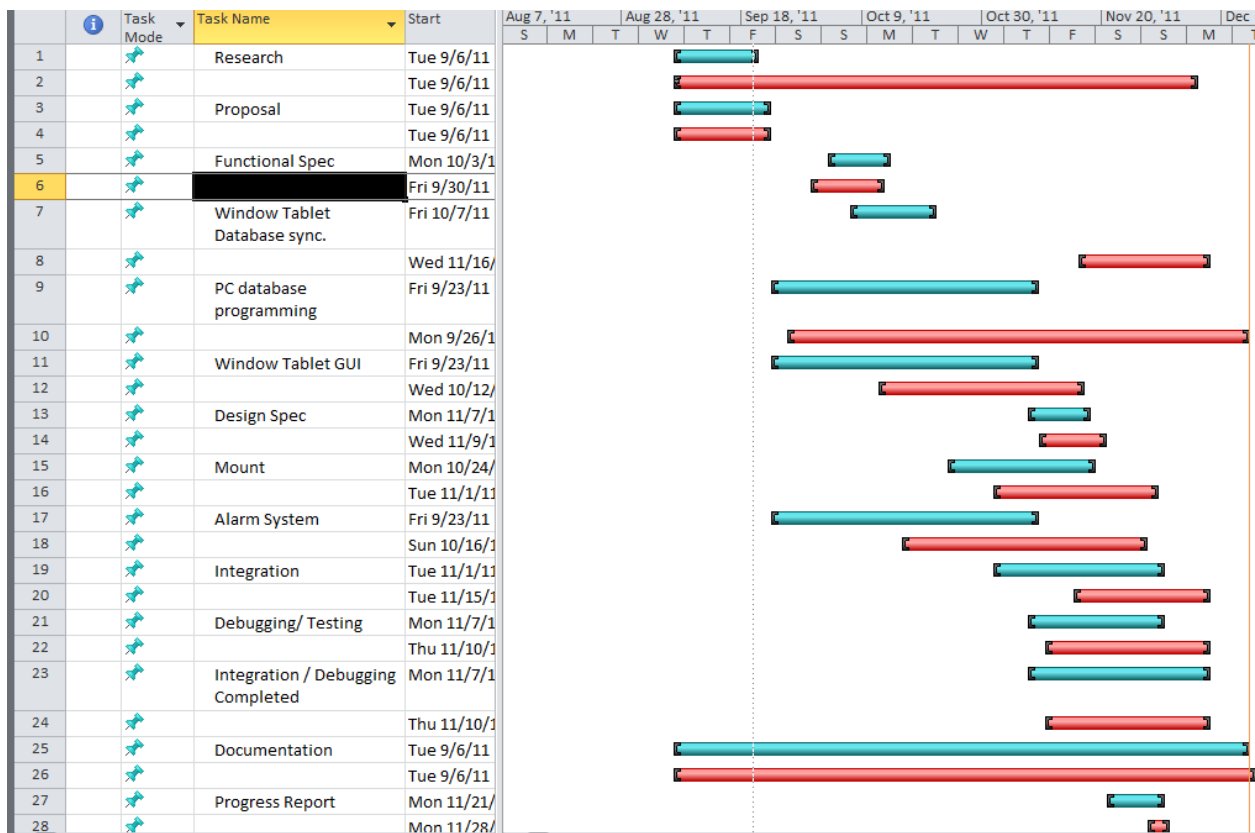 Task Mode Task Name Start Aug 7, '11 Aug 28, '11 Sep 18, '11 Oct 9, '11 Oct 30, '11 Nov 20, '11 Dec
S M T W T F S S M T W T F S S M T
1 Research Tue 9/6/11
2 Tue 9/6/11
3 Proposal Tue 9/6/11
4 Tue 9/6/11
5 Functional Spec Mon 10/3/1
6 Fri 9/30/11
7 Window Tablet Fri 10/7/11
Database sync.
8 Wed 11/16/
9 PC database Fri 9/23/11
programming
10 Mon 9/26/1
11 Window Tablet GUI Fri 9/23/11
12 Wed 10/12/
13 Design Spec Mon 11/7/1
14 Wed 11/9/1
15 Mount Mon 10/24/
16 Tue 11/1/11
17 Alarm System Fri 9/23/11
18 Sun 10/16/1
19 Integration Tue 11/1/11
20 Tue 11/15/1
21 Debugging/ Testing Mon 11/7/1
22 Thu 11/10/1
23 Integration / Debugging Mon 11/7/1
Completed
24 Thu 11/10/1
25 Documentation Tue 9/6/11
26 Tue 9/6/11
27 Progress Report Mon 11/21/
28 Mon 11/28/